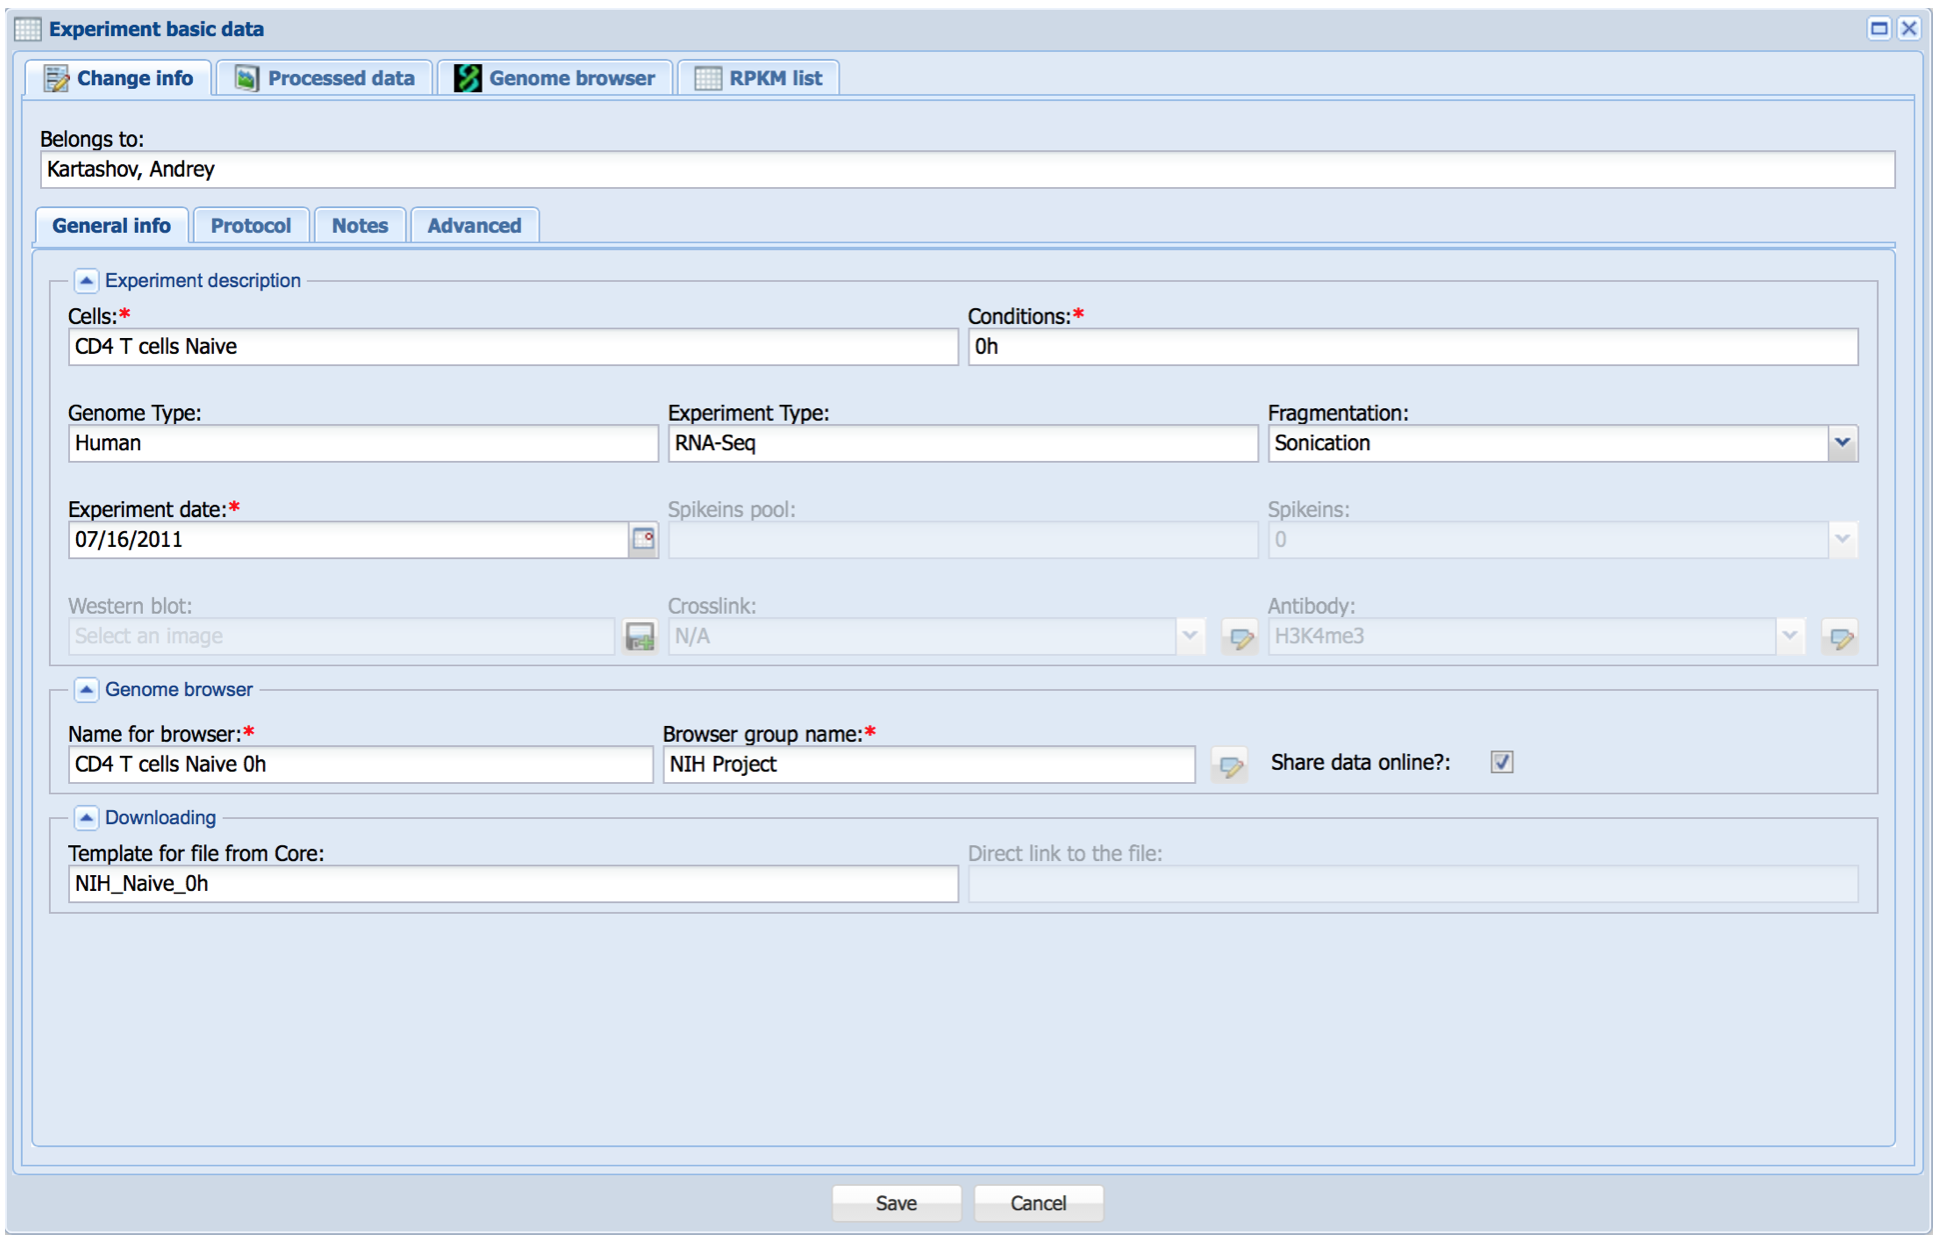 Experiment basic data
Change info Processed data Genome browser RPKM list
Belongs to:
Kartashov, Andrey
General info Protocol Notes Advanced
Experiment description
Cells:* Conditions:*
CD4 T cells Naive 0h
Genome Type: Experiment Type: Fragmentation:
Human RNA-Seq Sonication
Experiment date:* Spikeins pool: Spikeins:
07/16/2011 0
Western blot: Crosslink: Antibody:
Select an image N/A H3K4me3
Genome browser
Name for browser:* Browser group name:*
CD4 T cells Naive 0h NIH Project Share data online?:
Downloading
Template for file from Core: Direct link to the file:
NIH_Naive_0h
Save Cancel